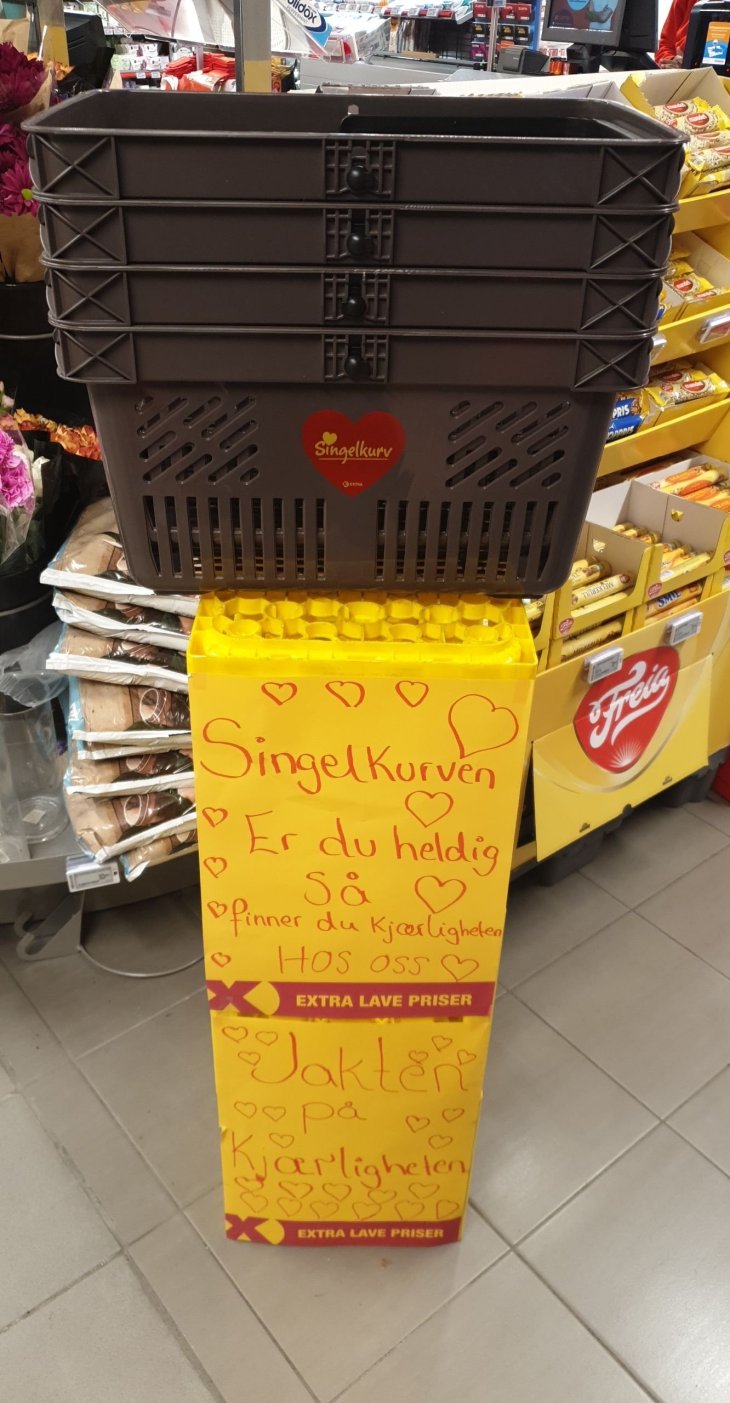 Singelkurv
EXTRA
SingelKurven
Er du heldig
Så
finner du Kjærligheten
Hos oss
EXTRA LAVE PRISER
Jakten
på
Kjærligheten
EXTRA LAVE PRISER
Freia